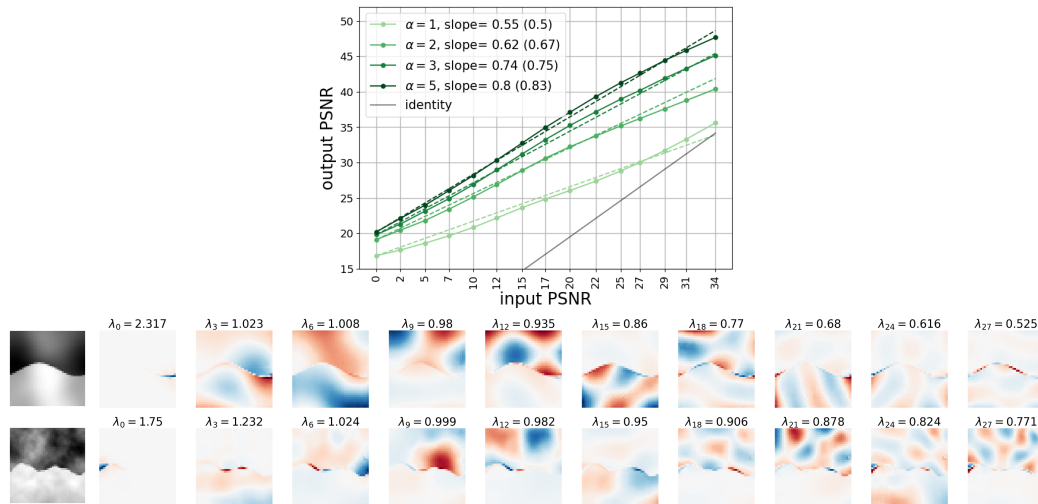 50
45
40
35
30
25
20
15
output PSNR
α = 1, slope= 0.55 (0.5)
α = 2, slope= 0.62 (0.67)
α = 3, slope= 0.74 (0.75)
α = 5, slope= 0.8 (0.83)
identity
0 2 5 7 10 12 15 17 20 22 25 27 29 31 34
input PSNR
λ0 = 2.317 λ3 = 1.023 λ6 = 1.008 λ9 = 0.98 λ12 = 0.935 λ15 = 0.86 λ18 = 0.77 λ21 = 0.68 λ24 = 0.616 λ27 = 0.525
λ0 = 1.75 λ3 = 1.232 λ6 = 1.024 λ9 = 0.999 λ12 = 0.982 λ15 = 0.95 λ18 = 0.906 λ21 = 0.878 λ24 = 0.824 λ27 = 0.771